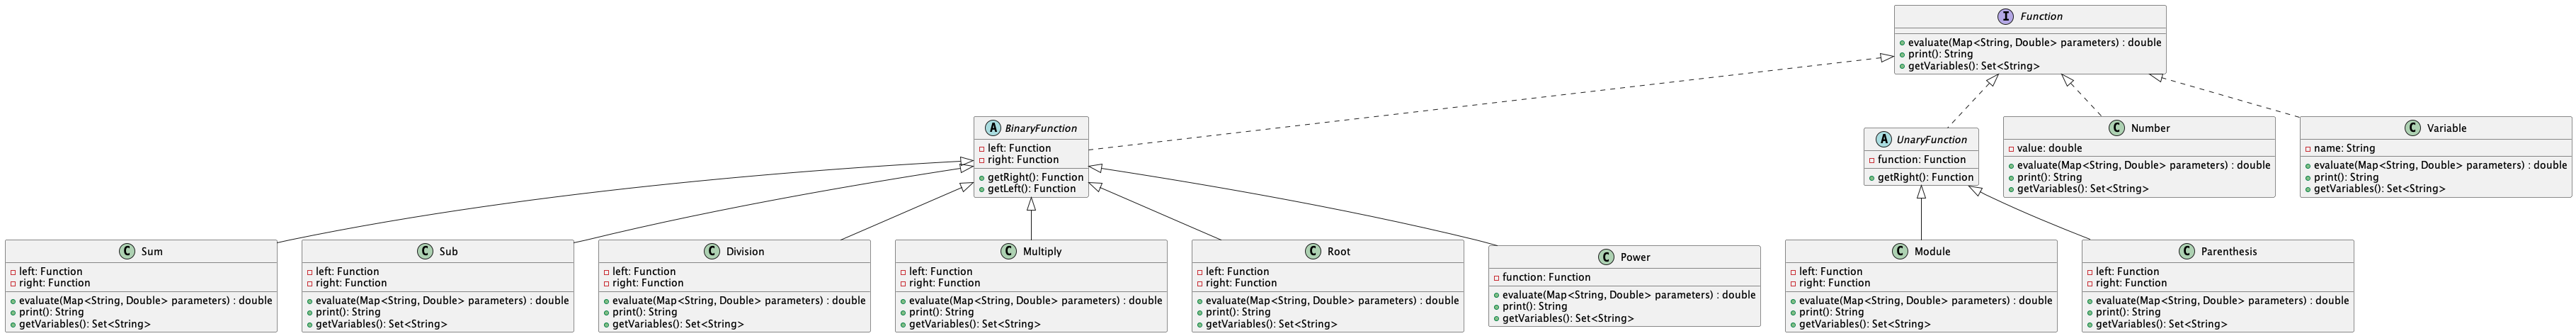 I Function
evaluate(Map<String, Double> parameters) : double
print(): String
getVariables(): Set<String>
A BinaryFunction
left: Function
right: Function
getRight(): Function
getLeft(): Function
A UnaryFunction
function: Function
getRight(): Function
C Number
value: double
evaluate(Map<String, Double> parameters) : double
print(): String
getVariables(): Set<String>
C Variable
name: String
evaluate(Map<String, Double> parameters) : double
print(): String
getVariables(): Set<String>
C Sum
left: Function
right: Function
evaluate(Map<String, Double> parameters) : double
print(): String
getVariables(): Set<String>
C Sub
left: Function
right: Function
evaluate(Map<String, Double> parameters) : double
print(): String
getVariables(): Set<String>
C Division
left: Function
right: Function
evaluate(Map<String, Double> parameters) : double
print(): String
getVariables(): Set<String>
C Multiply
left: Function
right: Function
evaluate(Map<String, Double> parameters) : double
print(): String
getVariables(): Set<String>
C Root
left: Function
right: Function
evaluate(Map<String, Double> parameters) : double
print(): String
getVariables(): Set<String>
C Power
function: Function
evaluate(Map<String, Double> parameters) : double
print(): String
getVariables(): Set<String>
C Module
left: Function
right: Function
evaluate(Map<String, Double> parameters) : double
print(): String
getVariables(): Set<String>
C Parenthesis
left: Function
right: Function
evaluate(Map<String, Double> parameters) : double
print(): String
getVariables(): Set<String>